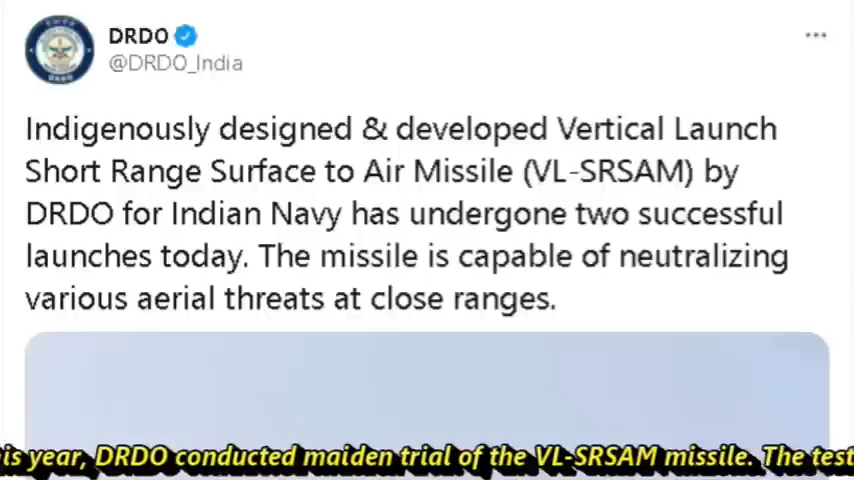 DRDO
@DRDO_India
Indigenously designed & developed Vertical Launch
Short Range Surface to Air Missile (VL-SRSAM) by
DRDO for Indian Navy has undergone two successful
launches today. The missile is capable of neutralizing
various aerial threats at close ranges.
is year, DRDO conducted maiden trial of the VL-SRSAM missile. The test